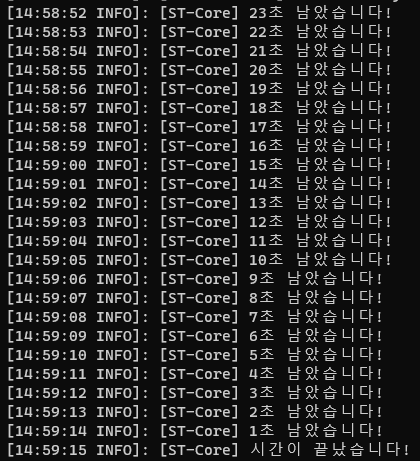 [14:58:52 INFO]: [ST-Core] 23초 남았습니다!
[14:58:53 INFO]: [ST-Core] 22초 남았습니다!
[14:58:54 INFO]: [ST-Core] 21초 남았습니다!
[14:58:55 INFO]: [ST-Core] 20초 남았습니다!
[14:58:56 INFO]: [ST-Core] 19초 남았습니다!
[14:58:57 INFO]: [ST-Core] 18초 남았습니다!
[14:58:58 INFO]: [ST-Core] 17초 남았습니다!
[14:58:59 INFO]: [ST-Core] 16초 남았습니다!
[14:59:00 INFO]: [ST-Core] 15초 남았습니다!
[14:59:01 INFO]: [ST-Core] 14초 남았습니다!
[14:59:02 INFO]: [ST-Core] 13초 남았습니다!
[14:59:03 INFO]: [ST-Core] 12초 남았습니다!
[14:59:04 INFO]: [ST-Core] 11초 남았습니다!
[14:59:05 INFO]: [ST-Core] 10초 남았습니다!
[14:59:06 INFO]: [ST-Core] 9초 남았습니다!
[14:59:07 INFO]: [ST-Core] 8초 남았습니다!
[14:59:08 INFO]: [ST-Core] 7초 남았습니다!
[14:59:09 INFO]: [ST-Core] 6초 남았습니다!
[14:59:10 INFO]: [ST-Core] 5초 남았습니다!
[14:59:11 INFO]: [ST-Core] 4초 남았습니다!
[14:59:12 INFO]: [ST-Core] 3초 남았습니다!
[14:59:13 INFO]: [ST-Core] 2초 남았습니다!
[14:59:14 INFO]: [ST-Core] 1초 남았습니다!
[14:59:15 INFO]: [ST-Core] 시간이 끝났습니다!